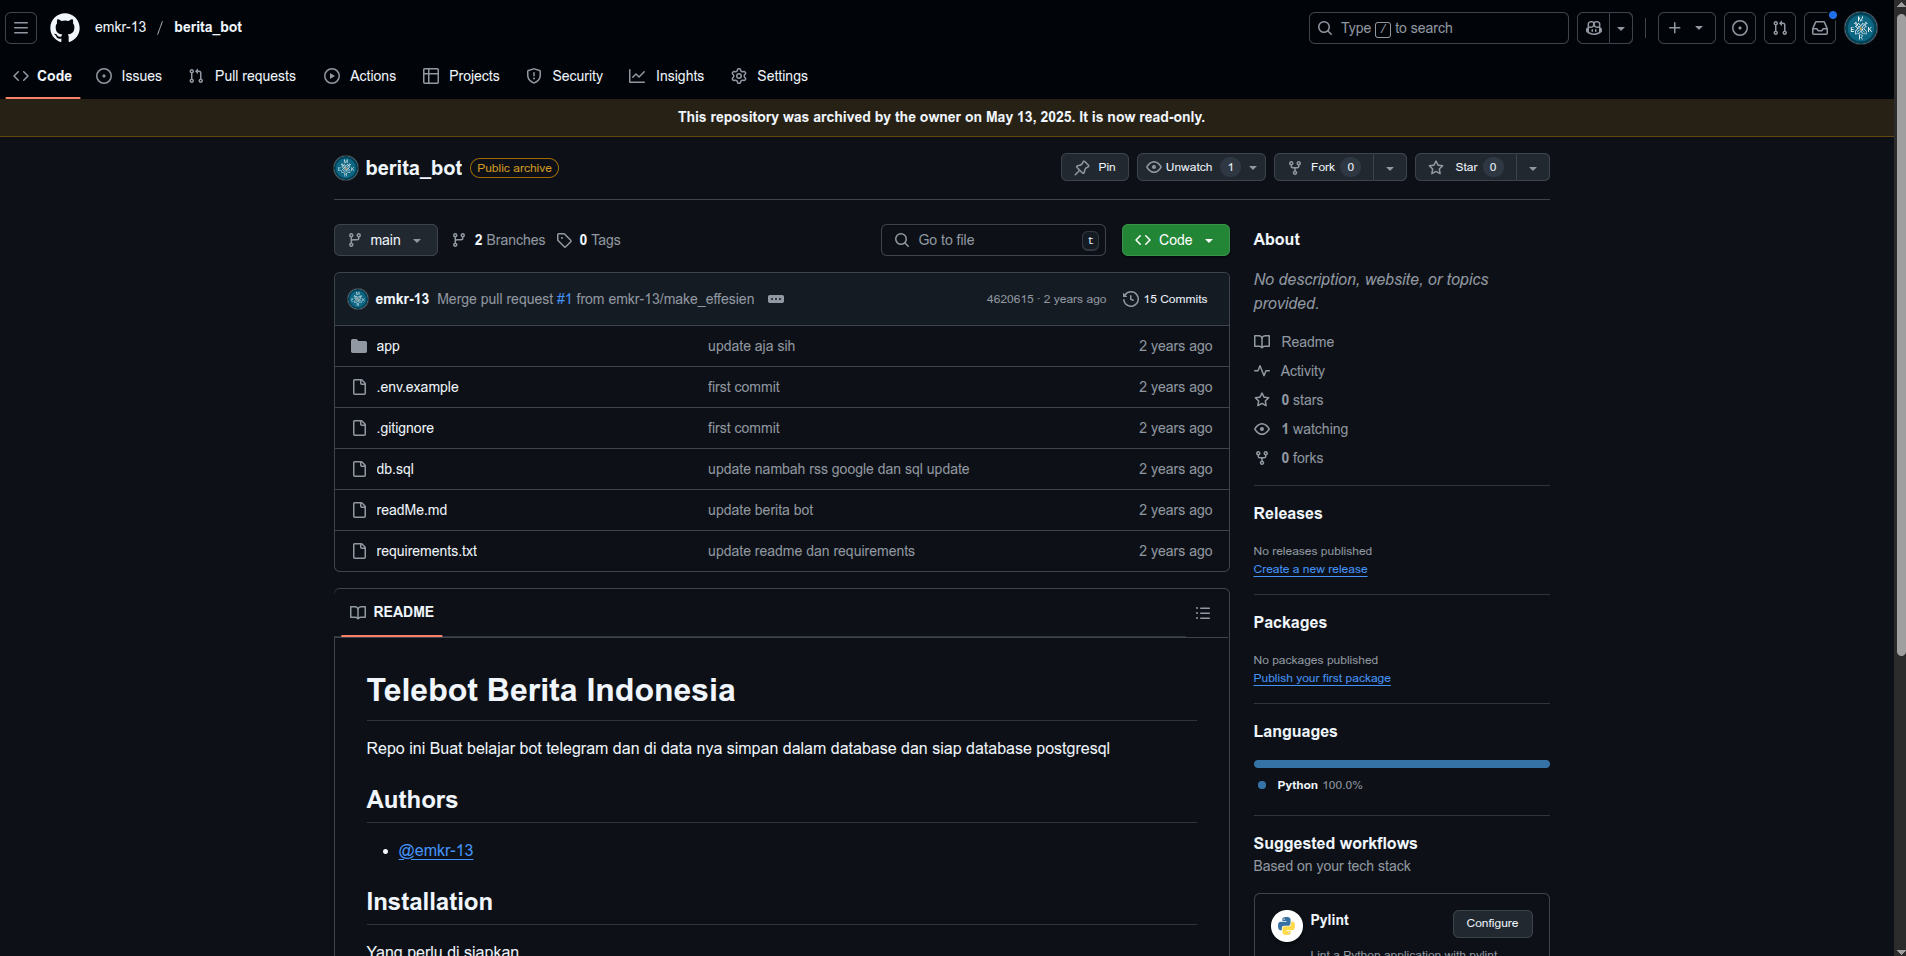 emkr-13 / berita_bot
Type / to search
Code Issues Pull requests Actions Projects Security Insights Settings
This repository was archived by the owner on May 13, 2025. It is now read-only.
berita_bot Public archive
Pin Unwatch 1 Fork 0 Star 0
main 2 Branches 0 Tags
Go to file t
Code
emkr-13 Merge pull request #1 from emkr-13/make_effesien
4620615 · 2 years ago 15 Commits
app update aja sih 2 years ago
.env.example first commit 2 years ago
.gitignore first commit 2 years ago
db.sql update nambah rss google dan sql update 2 years ago
readMe.md update berita bot 2 years ago
requirements.txt update readme dan requirements 2 years ago
README
Telebot Berita Indonesia
Repo ini Buat belajar bot telegram dan di data nya simpan dalam database dan siap database postgresql
Authors
@emkr-13
Installation
Yang perlu di siapkan
About
No description, website, or topics
provided.
Readme
Activity
0 stars
1 watching
0 forks
Releases
No releases published
Create a new release
Packages
No packages published
Publish your first package
Languages
Python 100.0%
Suggested workflows
Based on your tech stack
Pylint
Configure
Lint a Python application with pylint.